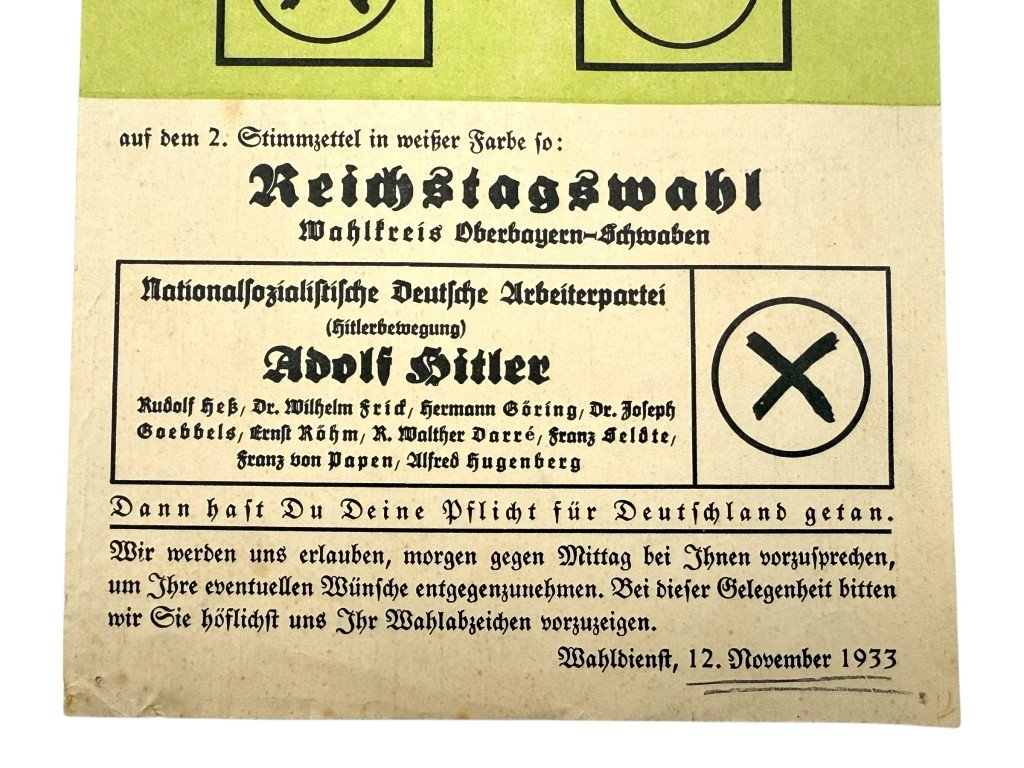 auf dem 2. Stimmzettel in weißer Farbe so:
Reichstagswahl
Wahlkreis Oberbayern-Schwaben
Nationalsozialistische Deutsche Arbeiterpartei
(Hitlerbewegung)
Adolf Hitler
Rudolf Heß, Dr. Wilhelm Frick, Hermann Göring, Dr. Joseph
Goebbels, Ernst Röhm, R. Walther Darré, Franz Seldte,
Franz von Papen, Alfred Hugenberg
Dann hast Du Deine Pflicht für Deutschland getan.
Wir werden uns erlauben, morgen gegen Mittag bei Ihnen vorzusprechen,
um Ihre eventuellen Wünsche entgegenzunehmen. Bei dieser Gelegenheit bitten
wir Sie höflichst uns Ihr Wahlabzeichen vorzuzeigen.
Wahldienst, 12. November 1933